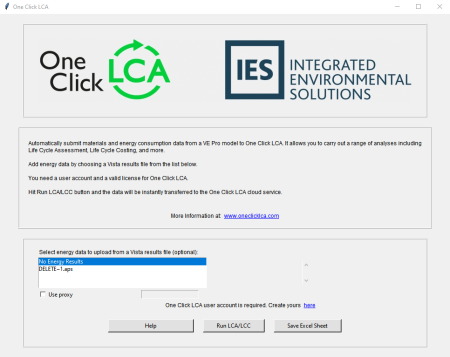 One Click LCA
One
Click
LCA
IES
INTEGRATED
ENVIRONMENTAL
SOLUTIONS
Automatically submit materials and energy consumption data from a VE Pro model to One Click LCA. It allows you to carry out a range of analyses including
Life Cycle Assessment, Life Cycle Costing, and more.
Add energy data by choosing a Vista results file from the list below.
You need a user account and a valid license for One Click LCA.
Hit Run LCA/LCC button and the data will be instantly transferred to the One Click LCA cloud service.
More Information at: www.oneclicklca.com
Select energy data to upload from a Vista results file (optional):
No Energy Results
DELETE~1.aps
Use proxy
One Click LCA user account is required. Create yours here
Help
Run LCA/LCC
Save Excel Sheet